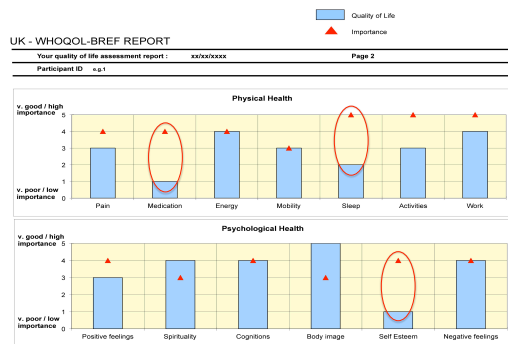 Quality of Life
Importance
UK - WHOQOL-BREF REPORT
Your quality of life assessment report : xx/xx/xxxx Page 2
Participant ID e.g.1
Physical Health
v. good / high
importance
5
4
3
2
1
v. poor / low
importance
0
Pain Medication Energy Mobility Sleep Activities Work
Psychological Health
v. good / high
importance
5
4
3
2
1
v. poor / low
importance
0
Positive feelings Spirituality Cognitions Body image Self Esteem Negative feelings